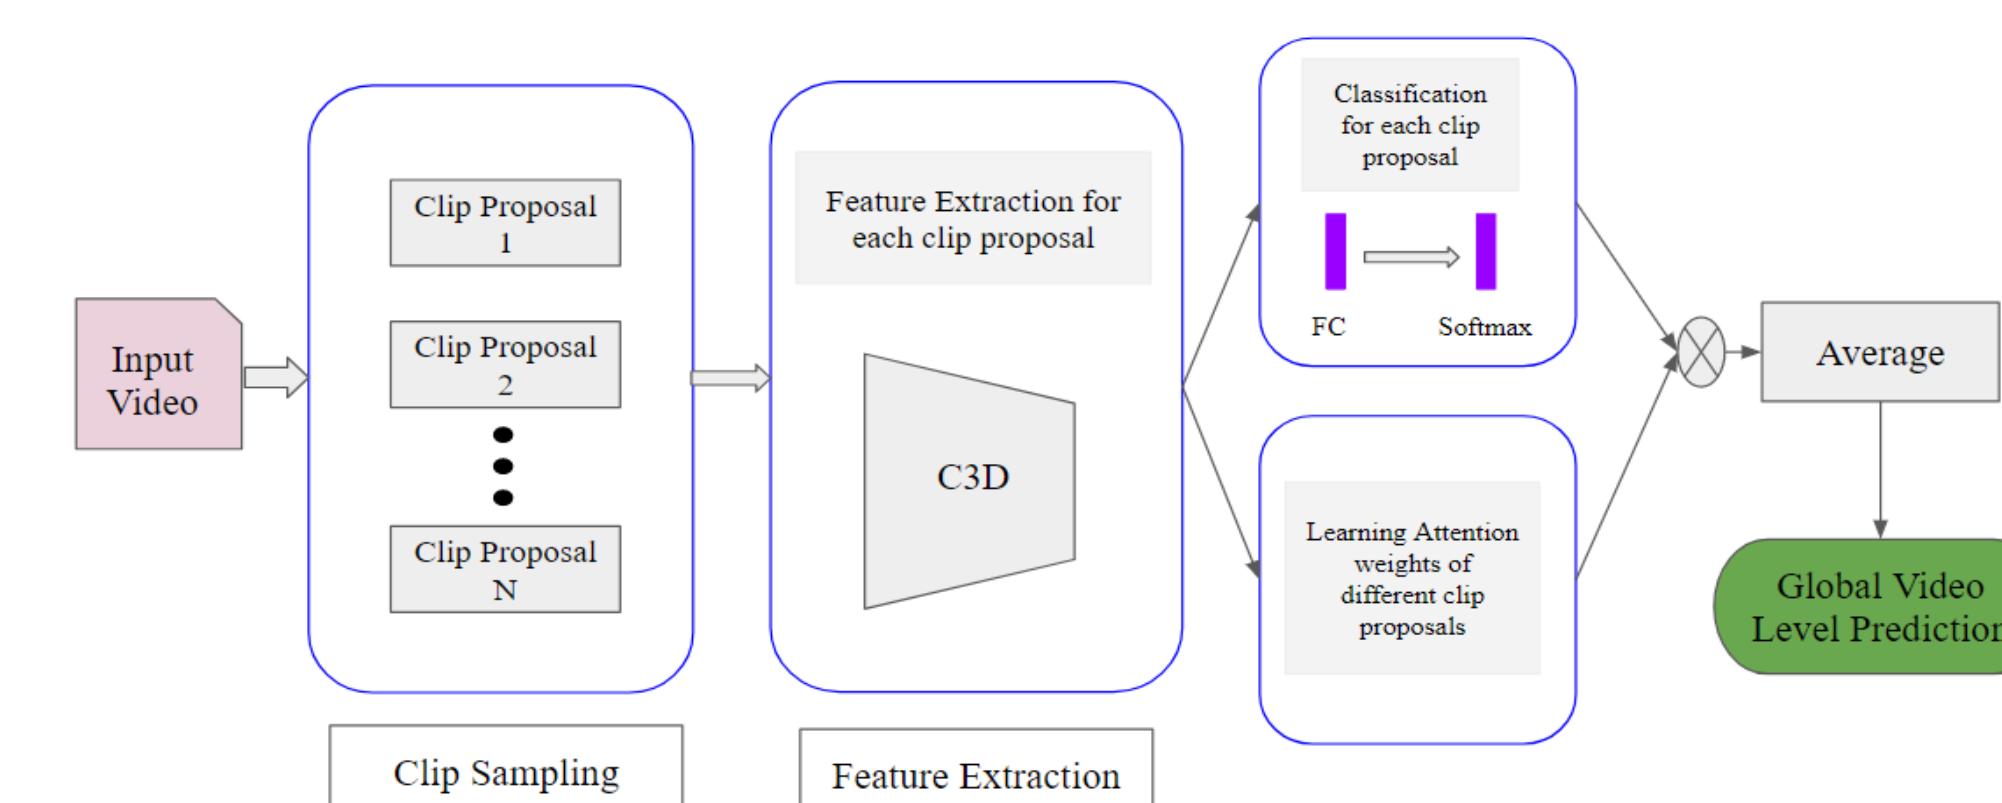 Input
Video
Clip Proposal
1
Clip Proposal
2
Clip Proposal
N
Clip Sampling
Feature Extraction for
each clip proposal
C3D
Feature Extraction
Classification
for each clip
proposal
FC
Softmax
Learning Attention
weights of
different clip
proposals
Average
Global Video
Level Prediction